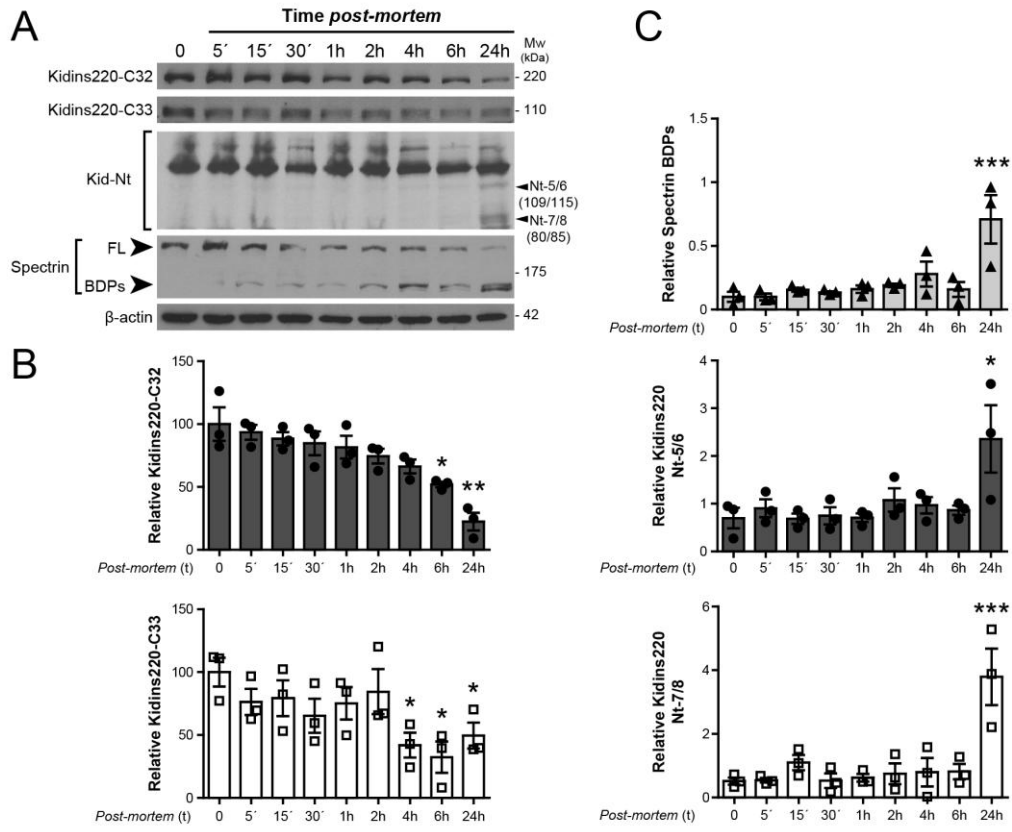 A
Time post-mortem
0 5´ 15´ 30´ 1h 2h 4h 6h 24h
Mw
(kDa)
Kidins220-C32
- 220
Kidins220-C33
- 110
Kid-Nt
Nt-5/6
(109/115)
Nt-7/8
(80/85)
Spectrin
FL
- 175
BDPs
β-actin
- 42
B
Relative Kidins220-C32
150
100
50
0
*
**
Post-mortem (t) 0 5´ 15´ 30´ 1h 2h 4h 6h 24h
Relative Kidins220-C33
150
100
50
0
* * *
Post-mortem (t) 0 5´ 15´ 30´ 1h 2h 4h 6h 24h
C
Relative Spectrin BDPs
1.5
1
0.5
0
***
Post-mortem (t) 0 5´ 15´ 30´ 1h 2h 4h 6h 24h
Relative Kidins220
Nt-5/6
4
3
2
1
0
*
Post-mortem (t) 0 5´ 15´ 30´ 1h 2h 4h 6h 24h
Relative Kidins220
Nt-7/8
6
4
2
0
***
Post-mortem (t) 0 5´ 15´ 30´ 1h 2h 4h 6h 24h